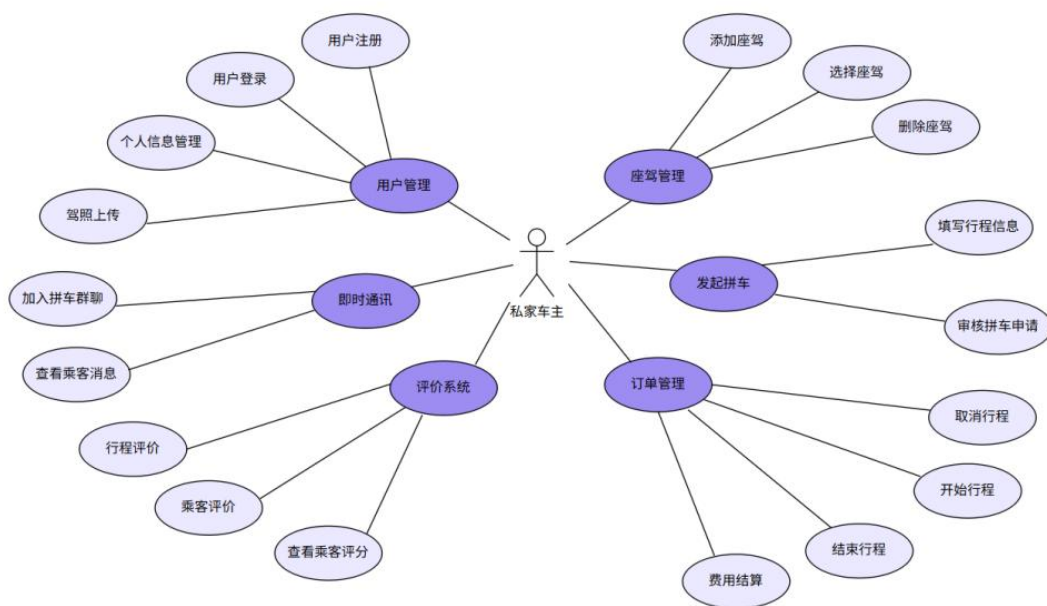 用户注册
添加座驾
用户登录
选择座驾
个人信息管理
删除座驾
用户管理
座驾管理
驾照上传
填写行程信息
加入拼车群聊
即时通讯
发起拼车
私家车主
审核拼车申请
查看乘客消息
评价系统
订单管理
取消行程
行程评价
开始行程
乘客评价
结束行程
查看乘客评分
费用结算